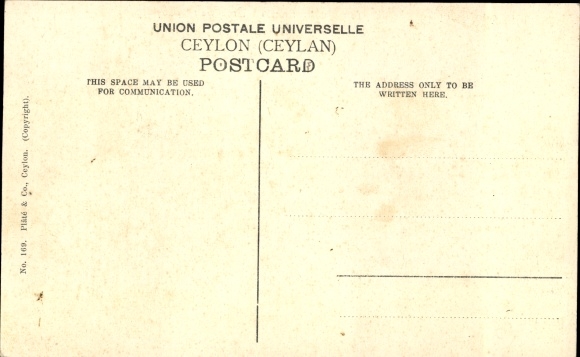 UNION POSTALE UNIVERSELLE
CEYLON (CEYLAN)
POSTCARD
THIS SPACE MAY BE USED
FOR COMMUNICATION.
THE ADDRESS ONLY TO BE
WRITTEN HERE.
No. 169. Plâté & Co., Ceylon. (Copyright).